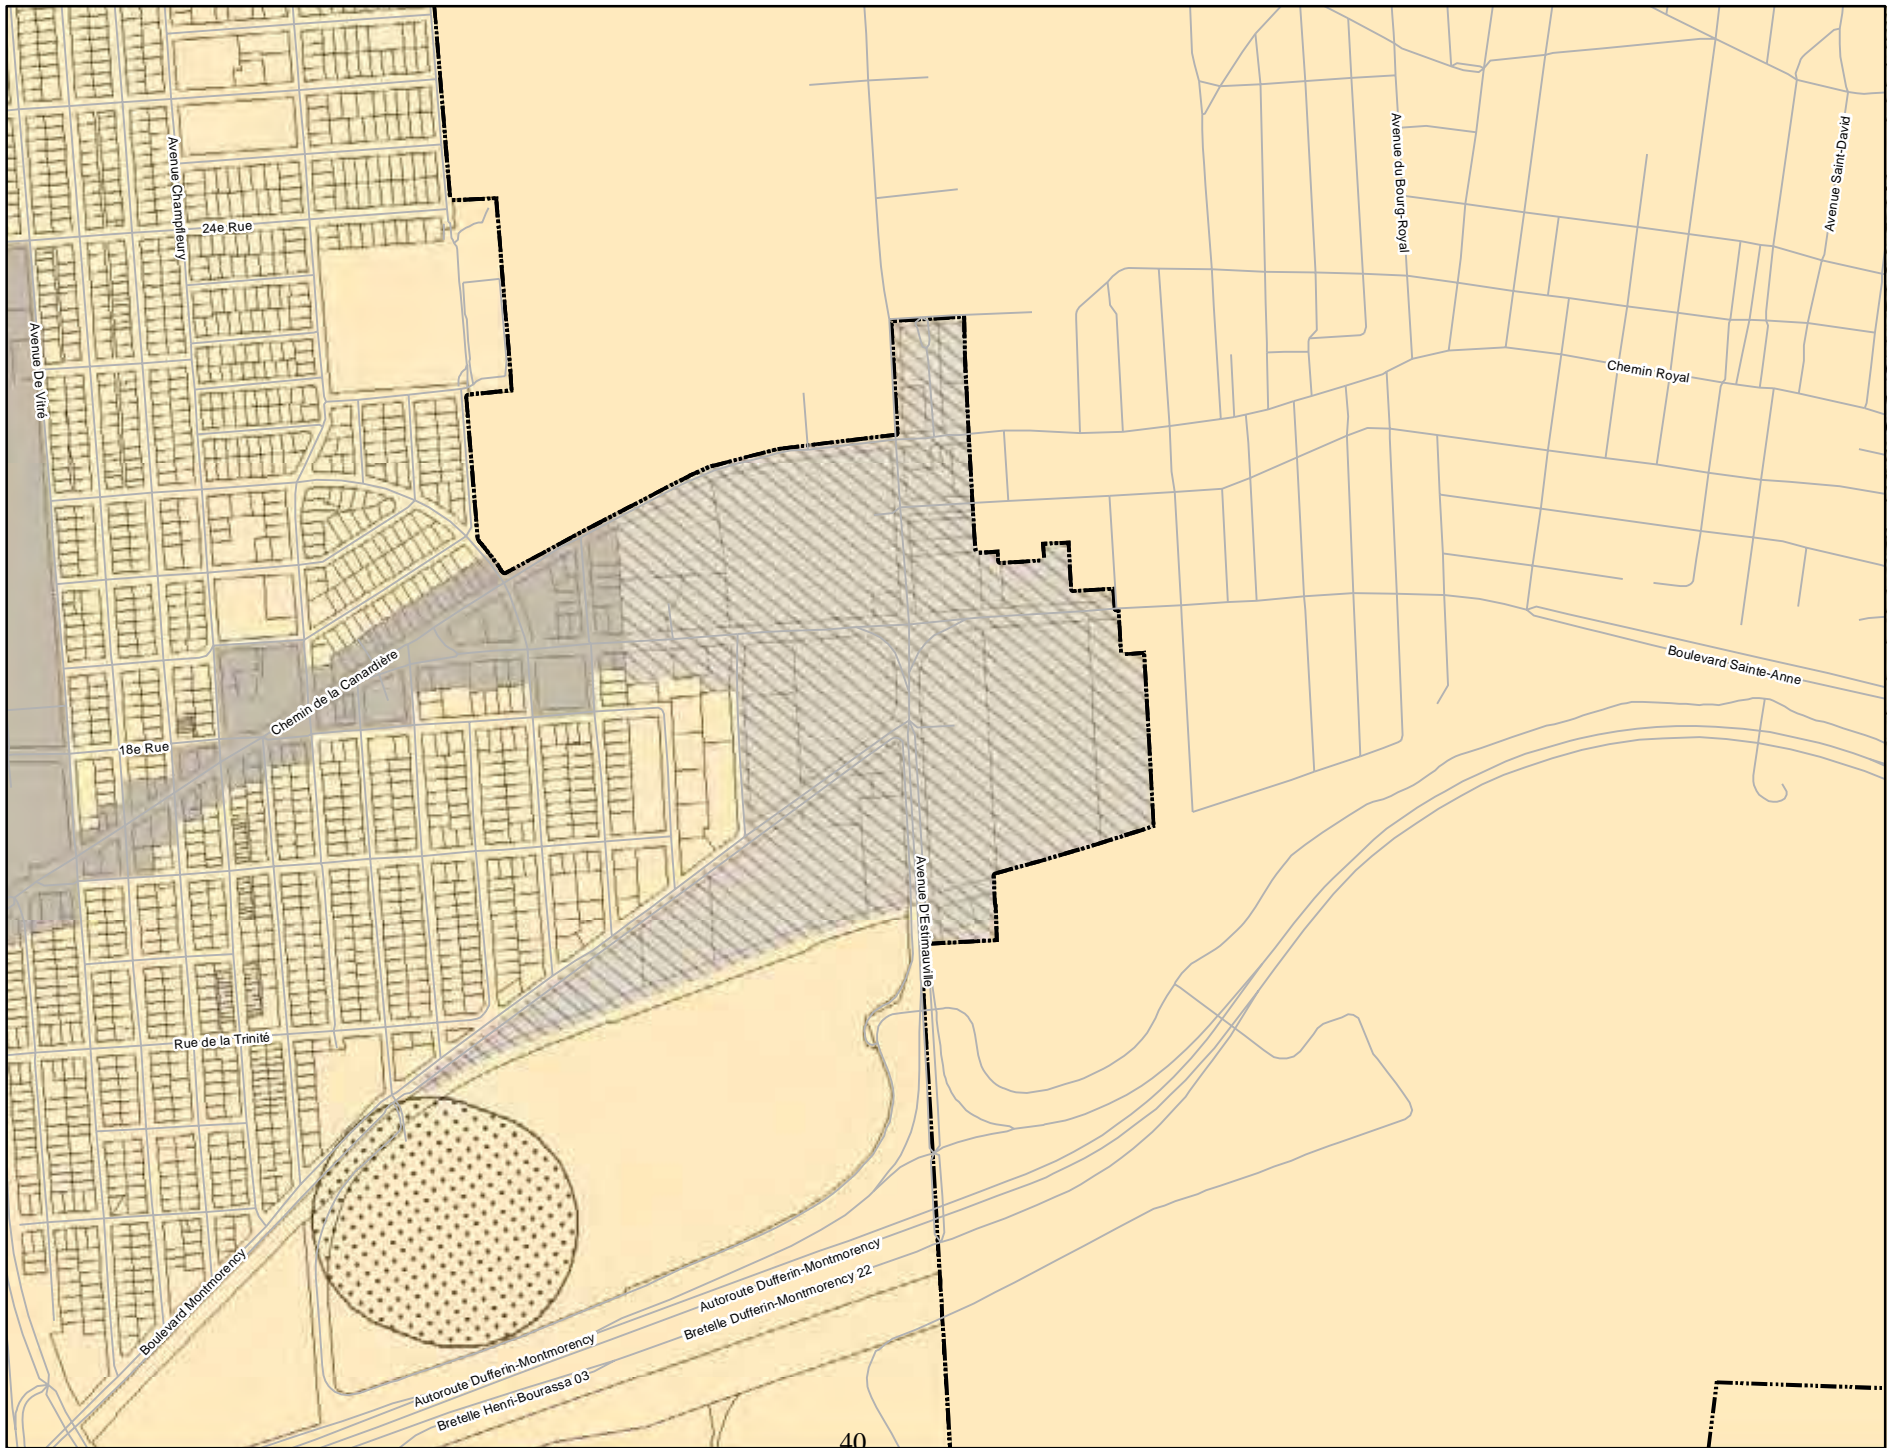 Avenue du Bourg-Royal
Avenue Saint-David
Avenue Champfleury
24e Rue
Avenue De Vitré
Chemin Royal
Chemin de la Canardière
Boulevard Sainte-Anne
18e Rue
Avenue D'Estimauville
Rue de la Trinité
Boulevard Montmorency
Autoroute Dufferin-Montmorency
Bretelle Dufferin-Montmorency 22
Autoroute Dufferin-Montmorency
Bretelle Henri-Bourassa 03
40